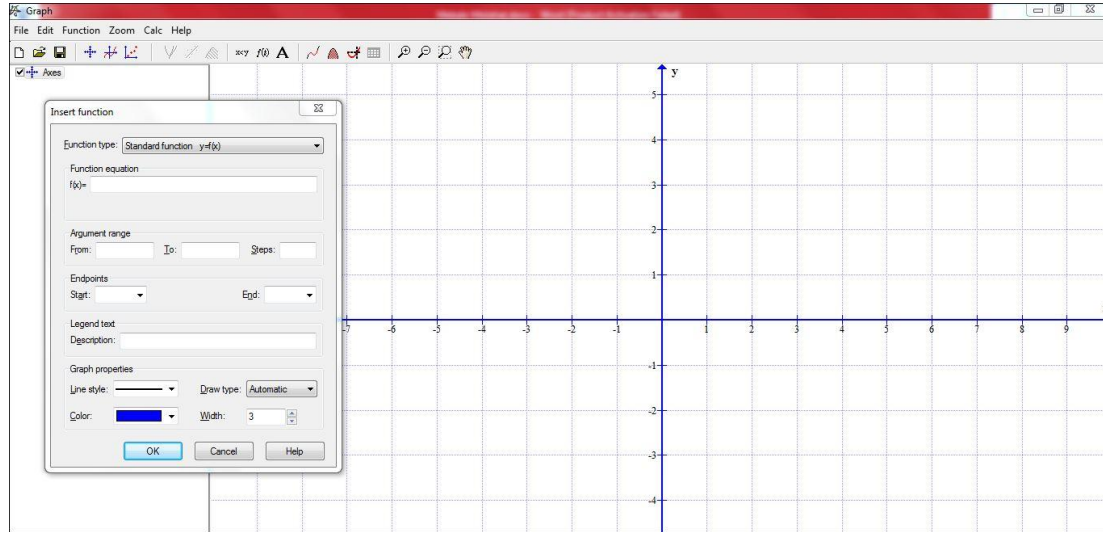 Graph
File Edit Function Zoom Calc Help
x<y f(x) A
Axes
y
Insert function
Function type: Standard function y=f(x)
Function equation
f(x)=
Argument range
From: To: Steps:
Endpoints
Start: End:
Legend text
Description:
Graph properties
Line style: Draw type: Automatic
Color: Width: 3
OK Cancel Help
5
4
3
2
1
-7 -6 -5 -4 -3 -2 -1 1 2 3 4 5 6 7 8 9
-1
-2
-3
-4